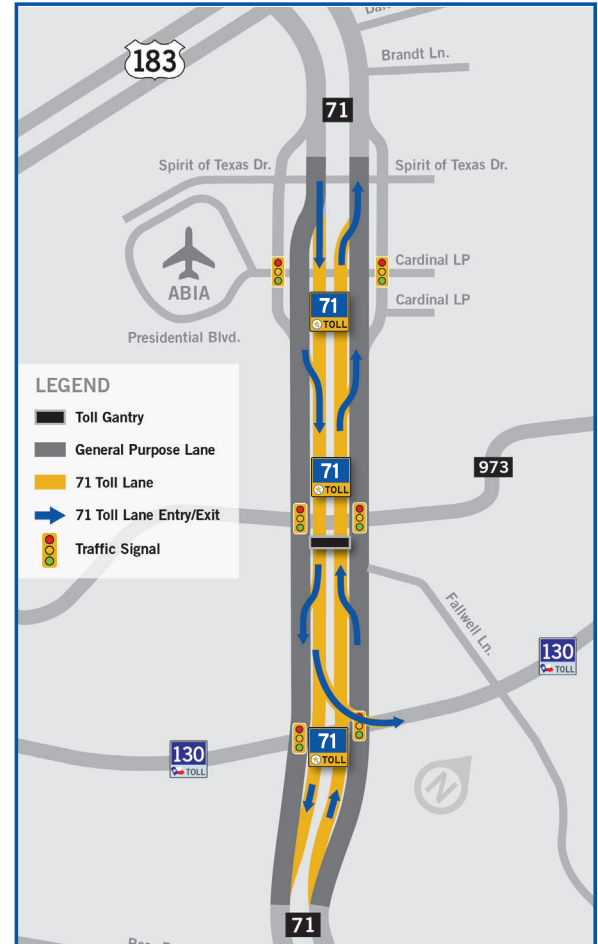 183
Brandt Ln.
71
Spirit of Texas Dr.
Spirit of Texas Dr.
Cardinal LP
ABIA
Cardinal LP
71
TOLL
Presidential Blvd.
LEGEND
Toll Gantry
General Purpose Lane
71 Toll Lane
71 Toll Lane Entry/Exit
Traffic Signal
71
TOLL
973
Fallwell Ln.
130
TOLL
71
TOLL
130
TOLL
N
71